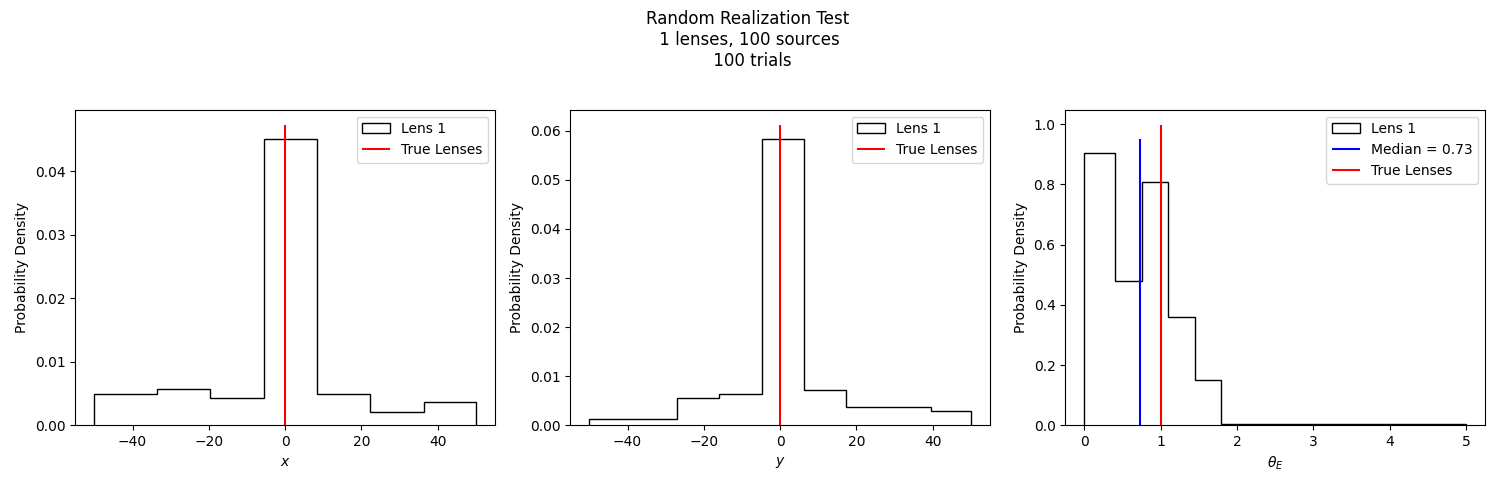 Random Realization Test
1 lenses, 100 sources
100 trials
Probability Density
0.00
0.01
0.02
0.03
0.04
−40
−20
0
20
40
x
Lens 1
True Lenses
Probability Density
0.00
0.01
0.02
0.03
0.04
0.05
0.06
−40
−20
0
20
40
y
Lens 1
True Lenses
Probability Density
0.0
0.2
0.4
0.6
0.8
1.0
0
1
2
3
4
5
θ_E
Lens 1
Median = 0.73
True Lenses